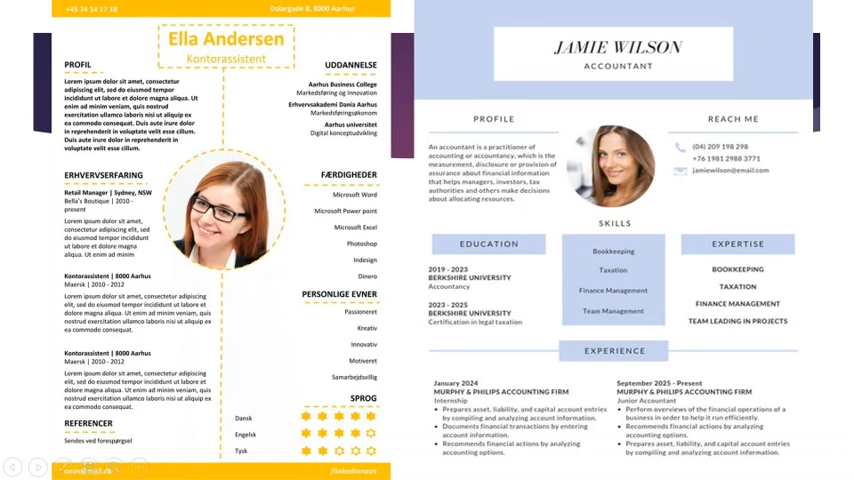 +45 74 14 17 18
Dalargade 8, 8000 Aarhus
Ella Andersen
Kontorassistent
PROFIL
Lorem ipsum dolor sit amet, consectetur
adipiscing elit, sed do eiusmod tempor
incididunt ut labore et dolore magna aliqua. Ut
enim ad minim veniam, quis nostrud
exercitation ullamco laboris nisi ut aliquip ex
ea commodo consequat. Duis aute irure dolor
in reprehenderit in voluptate velit esse cillum.
Duis aute irure dolor in reprehenderit in
voluptate velit esse cillum.
ERHVERVSERFARING
Retail Manager | Sydney, NSW
Bella's Boutique | 2010 -
present
Lorem ipsum dolor sit amet,
consectetur adipiscing elit, sed
do eiusmod tempor incididunt
ut labore et dolore magna
aliqua. Ut enim ad minim
Kontorassistent | 8000 Aarhus
Maersk | 2010 - 2012
Lorem ipsum dolor sit amet, consectetur adipiscing
elit, sed do eiusmod tempor incididunt ut labore et
dolore magna aliqua. Ut enim ad minim veniam, quis
nostrud exercitation ullamco laboris nisi ut aliquip ex
ea commodo consequat.
Kontorassistent | 8000 Aarhus
Maersk | 2010 - 2012
Lorem ipsum dolor sit amet, consectetur adipiscing
elit, sed do eiusmod tempor incididunt ut labore et
dolore magna aliqua. Ut enim ad minim veniam, quis
nostrud exercitation ullamco laboris nisi ut aliquip ex
ea commodo consequat.
REFERENCER
Sendes ved forespørgsel
UDDANNELSE
Aarhus Business College
Markedsføring og innovation
Erhvervsakademi Dania Aarhus
Markedsføringsøkonom
Aarhus universitet
Digital konceptudvikling
FÆRDIGHEDER
Microsoft Word
Microsoft Power point
Microsoft Excel
Photoshop
Indesign
Dinero
PERSONLIGE EVNER
Passioneret
Kreativ
Innovativ
Motiveret
Samarbejdsvillig
SPROG
Dansk
Engelsk
Tysk
navn@mail.dk
/linkedinnavn
JAMIE WILSON
ACCOUNTANT
PROFILE
An accountant is a practitioner of
accounting or accountancy, which is the
measurement, disclosure or provision of
assurance about financial information
that helps managers, investors, tax
authorities and others make decisions
about allocating resources.
REACH ME
(04) 209 198 298
+76 1981 2988 3771
jamiewilson@email.com
SKILLS
Bookkeeping
Taxation
Finance Management
Team Management
EDUCATION
2019 - 2023
BERKSHIRE UNIVERSITY
Accountancy
2023 - 2025
BERKSHIRE UNIVERSITY
Certification in legal taxation
EXPERTISE
BOOKKEEPING
TAXATION
FINANCE MANAGEMENT
TEAM LEADING IN PROJECTS
EXPERIENCE
January 2024
MURPHY & PHILIPS ACCOUNTING FIRM
Internship
• Prepares asset, liability, and capital account entries
by compiling and analyzing account information.
• Documents financial transactions by entering
account information.
• Recommends financial actions by analyzing
accounting options.
September 2025 - Present
MURPHY & PHILIPS ACCOUNTING FIRM
Junior Accountant
• Perform overviews of the financial operations of a
business in order to help it run efficiently.
• Recommends financial actions by analyzing
accounting options.
• Prepares asset, liability, and capital account entries
by compiling and analyzing account information.